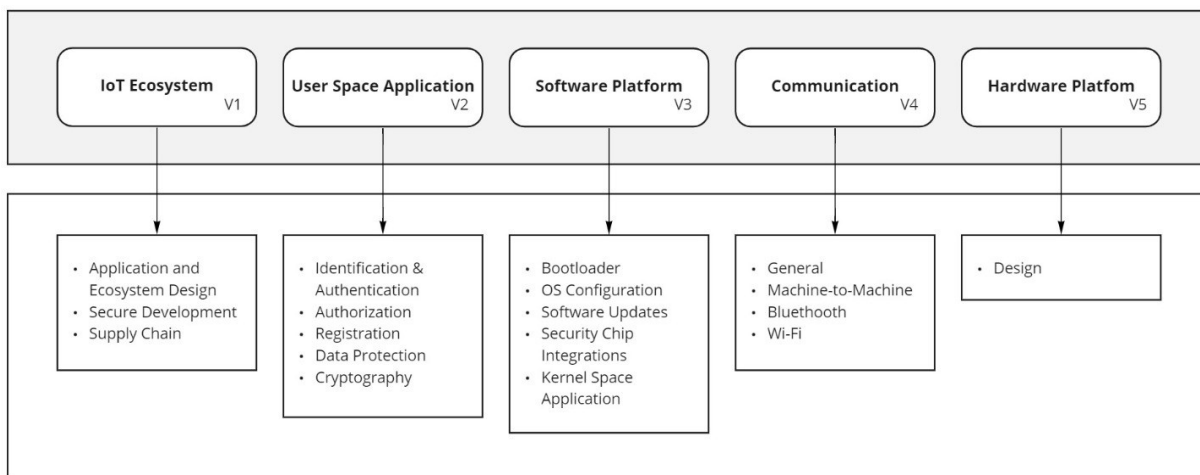 IoT Ecosystem
V1
User Space Application
V2
Software Platform
V3
Communication
V4
Hardware Platfom
V5
• Application and
Ecosystem Design
• Secure Development
• Supply Chain
• Identification &
Authentication
• Authorization
• Registration
• Data Protection
• Cryptography
• Bootloader
• OS Configuration
• Software Updates
• Security Chip
Integrations
• Kernel Space
Application
• General
• Machine-to-Machine
• Bluethooth
• Wi-Fi
• Design